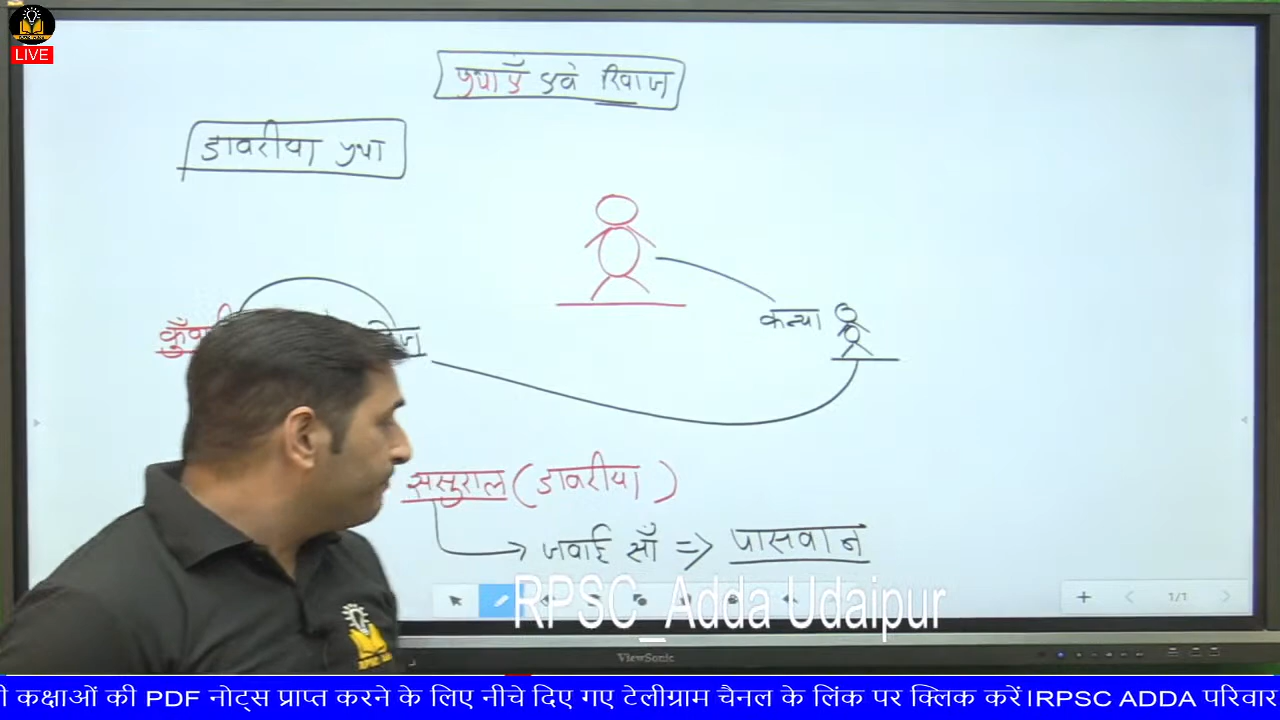 LIVE
प्रथाएँ एवं रिवाज
डावरीया प्रथा
कन्या
ससुराल (डावरीया)
जवाई साँ => पासवान
RPSC Adda Udaipur
1/1
ViewSonic
कक्षाओं की PDF नोट्स प्राप्त करने के लिए नीचे दिए गए टेलीग्राम चैनल के लिंक पर क्लिक करें।RPSC ADDA परिवार